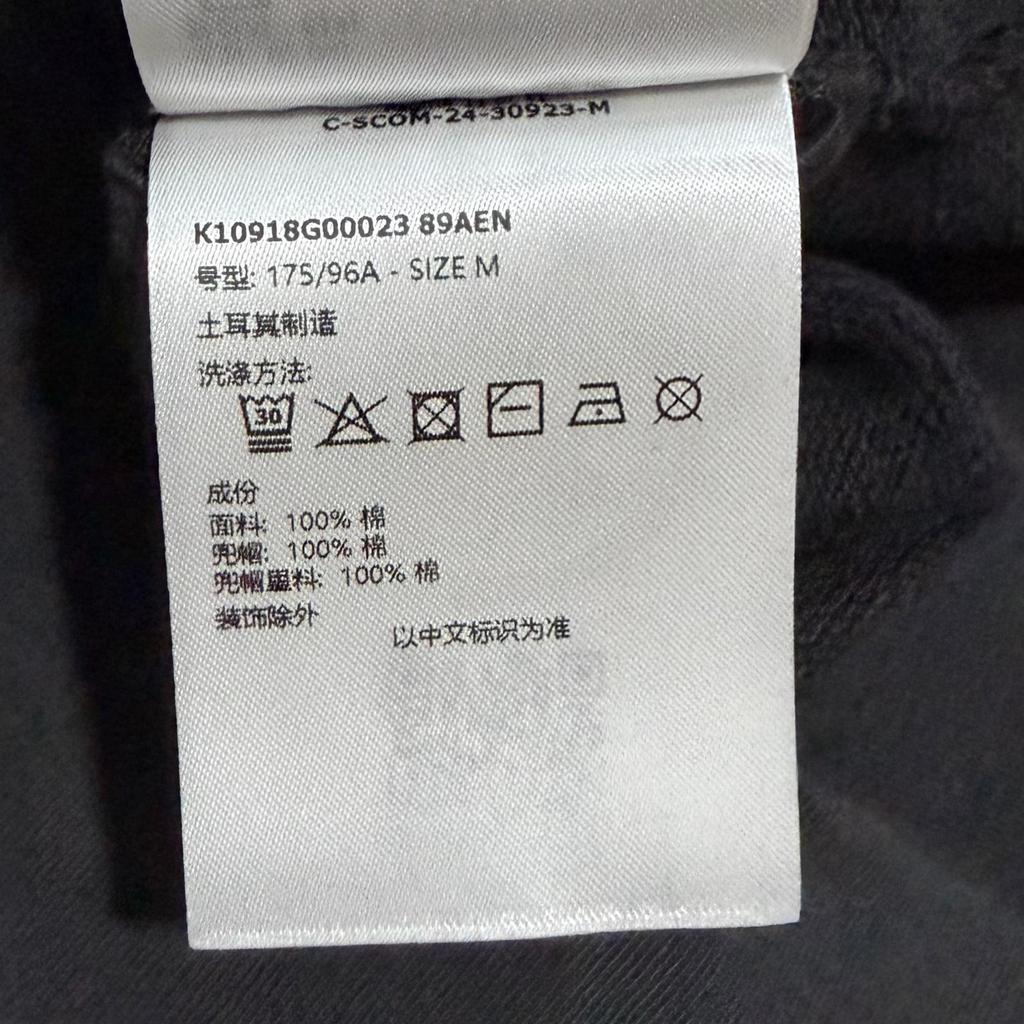 C-SCOM-24-30923-M
K10918G00023 89AEN
号型: 175/96A - SIZE M
土耳其制造
洗涤方法:
30
成份
面料: 100% 棉
兜帽: 100% 棉
兜帽里料: 100% 棉
装饰除外
以中文标识为准